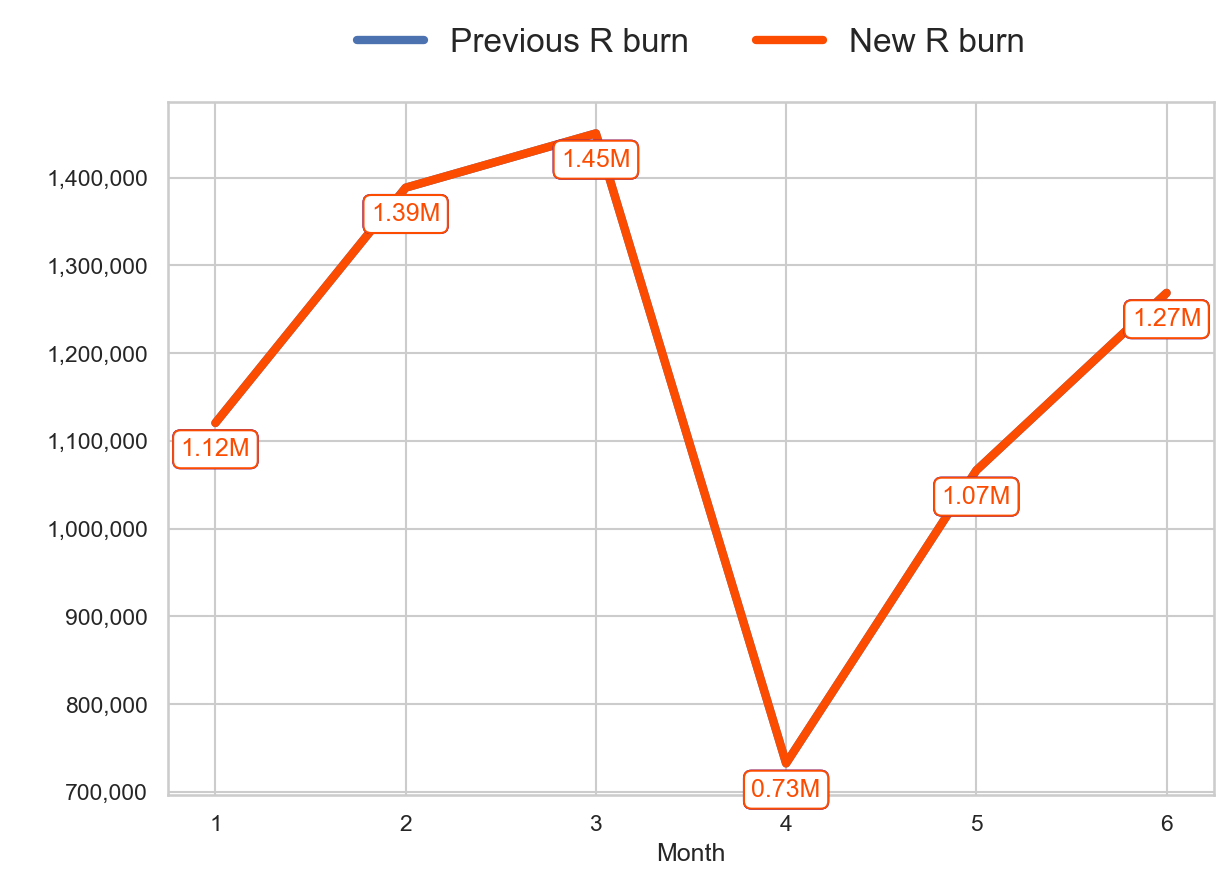 Previous R burn New R burn
1.45M
1,400,000
1.39M
1,300,000
1.27M
1,200,000
1,100,000
1.12M
1.07M
1,000,000
900,000
800,000
700,000
0.73M
1 2 3 4 5 6
Month